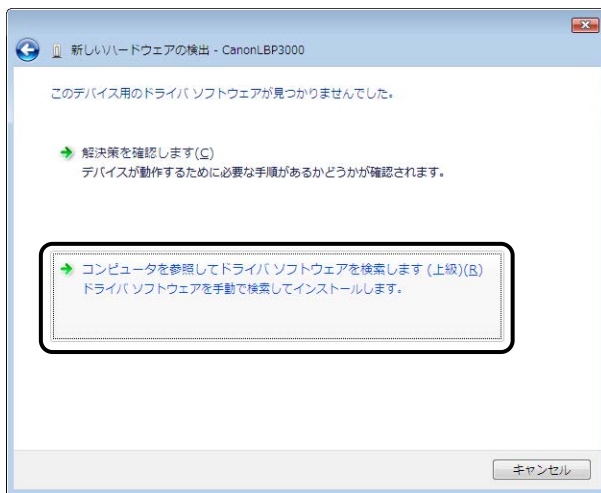 新しいハードウェアの検出 - CanonLBP3000
このデバイス用のドライバ ソフトウェアが見つかりませんでした。
解決策を確認します(C)
デバイスが動作するために必要な手順があるかどうかが確認されます。
コンピュータを参照してドライバ ソフトウェアを検索します (上級)(R)
ドライバ ソフトウェアを手動で検索してインストールします。
キャンセル